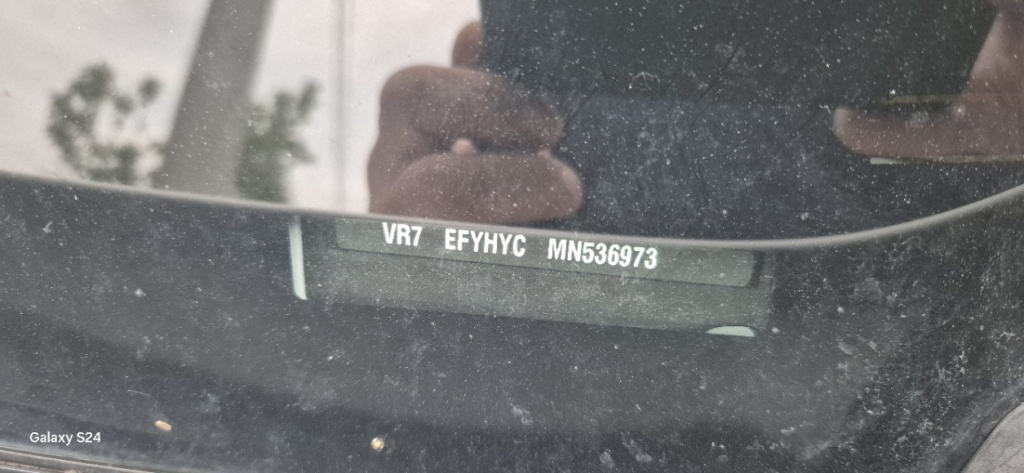 VR7 EFYHYC MN536973
Galaxy S24